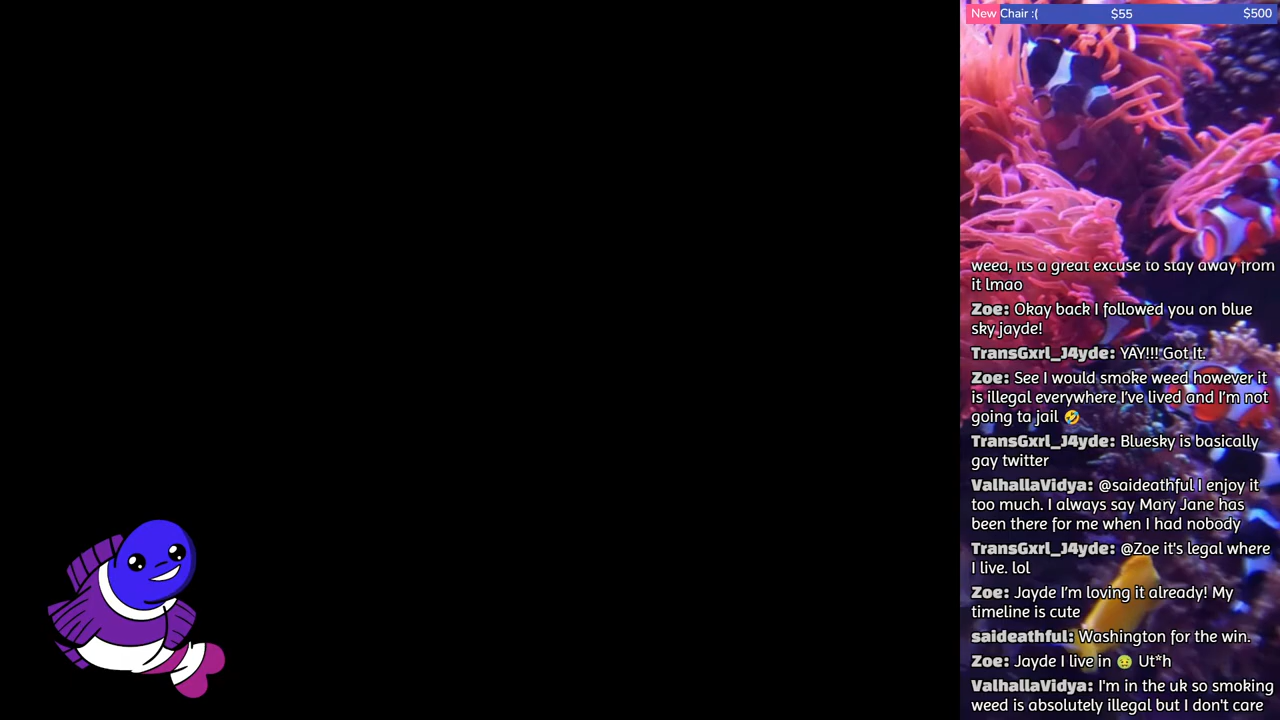 New Chair :( $55 $500
weed, its a great excuse to stay away from
it lmao
Zoe: Okay back I followed you on blue
sky jayde!
TransGxrl_J4yde: YAY!!! Got It.
Zoe: See I would smoke weed however it
is illegal everywhere I've lived and I'm not
going ta jail 🤣
TransGxrl_J4yde: Bluesky is basically
gay twitter
ValhallaVidya: @saideathful I enjoy it
too much. I always say Mary Jane has
been there for me when I had nobody
TransGxrl_J4yde: @Zoe it's legal where
I live. lol
Zoe: Jayde I'm loving it already! My
timeline is cute
saideathful: Washington for the win.
Zoe: Jayde I live in 🤢 Ut*h
ValhallaVidya: I'm in the uk so smoking
weed is absolutely illegal but I don't care